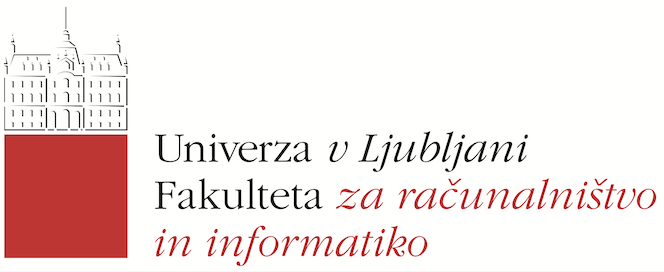 Univerza v Ljubljani
Fakulteta za računalništvo
in informatiko